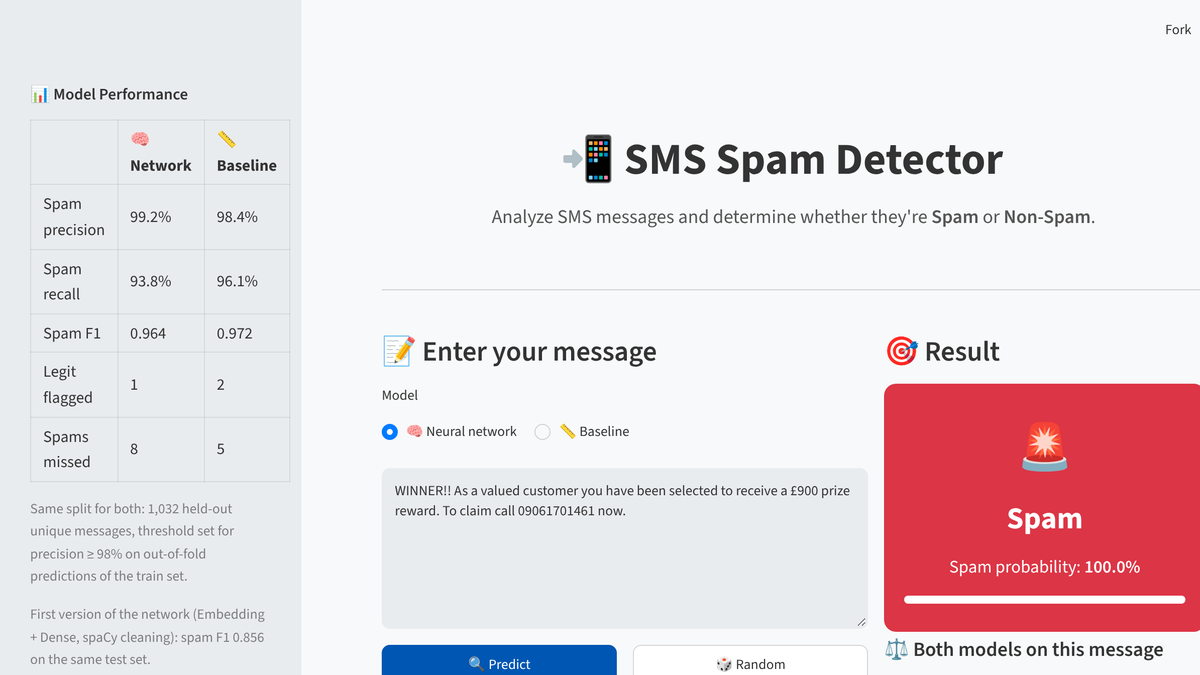 Fork
📊 Model Performance
🧠 Network
📏 Baseline
Spam precision
99.2%
98.4%
Spam recall
93.8%
96.1%
Spam F1
0.964
0.972
Legit flagged
1
2
Spams missed
8
5
Same split for both: 1,032 held-out
unique messages, threshold set for
precision ≥ 98% on out-of-fold
predictions of the train set.
First version of the network (Embedding
+ Dense, spaCy cleaning): spam F1 0.856
on the same test set.
📲 SMS Spam Detector
Analyze SMS messages and determine whether they're Spam or Non-Spam.
📝 Enter your message
Model
🧠 Neural network
📏 Baseline
WINNER!! As a valued customer you have been selected to receive a £900 prize
reward. To claim call 09061701461 now.
🔍 Predict
🎲 Random
🎯 Result
🚨
Spam
Spam probability: 100.0%
⚖️ Both models on this message